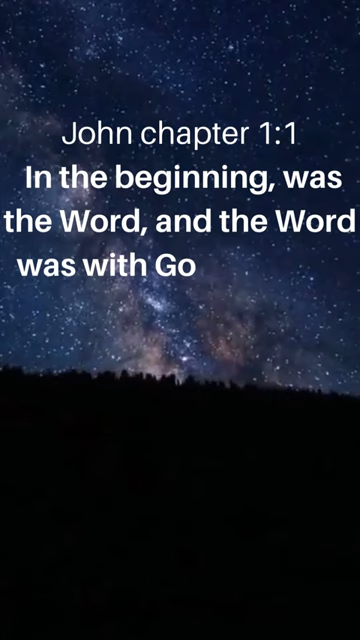 John chapter 1:1
In the beginning, was
the Word, and the Word
was with Go